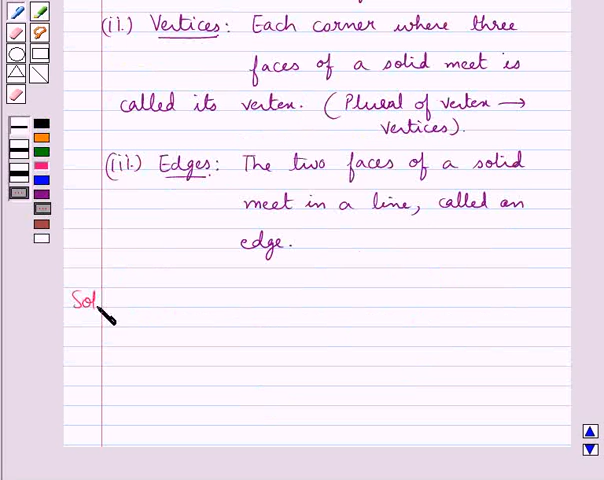 (ii.) Vertices: Each corner where three
faces of a solid meet is
called its vertex. (Plural of vertex →
vertices).
(iii.) Edges: The two faces of a solid
meet in a line, called an
edge.
Sol